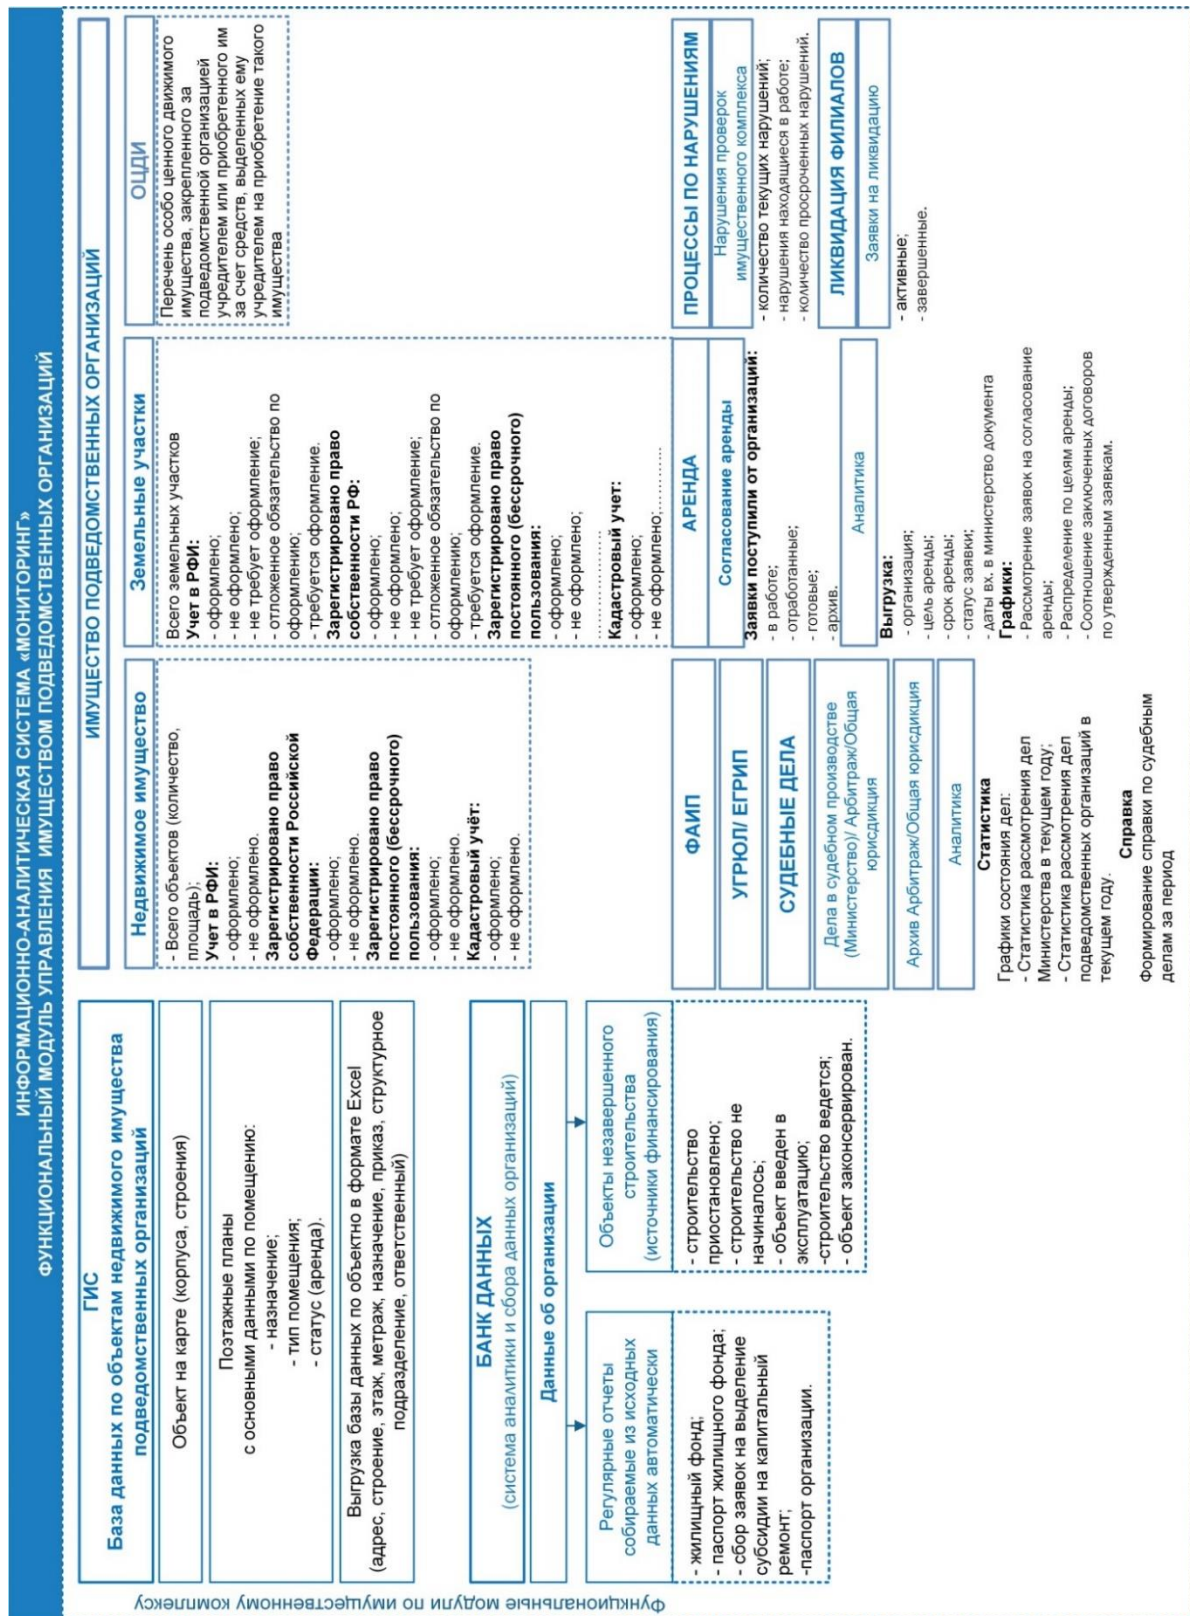 ИНФОРМАЦИОННО-АНАЛИТИЧЕСКАЯ СИСТЕМА «МОНИТОРИНГ»
ФУНКЦИОНАЛЬНЫЙ МОДУЛЬ УПРАВЛЕНИЯ ИМУЩЕСТВОМ ПОДВЕДОМСТВЕННЫХ ОРГАНИЗАЦИЙ
Функциональные модули по имущественному комплексу
ГИС
База данных по объектам недвижимого имущества
подведомственных организаций
Объект на карте (корпуса, строения)
Поэтажные планы
с основными данными по помещению:
- назначение;
- тип помещения;
- статус (аренда).
Выгрузка базы данных по объектно в формате Excel
(адрес, строение, этаж, метраж, назначение, приказ, структурное
подразделение, ответственный)
БАНК ДАННЫХ
(система аналитики и сбора данных организаций)
Данные об организации
Регулярные отчеты
собираемые из исходных
данных автоматически
- жилищный фонд;
- паспорт жилищного фонда;
- сбор заявок на выделение
субсидии на капитальный
ремонт;
-паспорт организации.
Объекты незавершенного
строительства
(источники финансирования)
- строительство
приостановлено;
- строительство не
начиналось;
- объект введен в
эксплуатацию;
-строительство ведется;
- объект законсервирован.
ИМУЩЕСТВО ПОДВЕДОМСТВЕННЫХ ОРГАНИЗАЦИЙ
Недвижимое имущество
- Всего объектов (количество,
площадь);
Учет в РФИ:
- оформлено;
- не оформлено.
Зарегистрировано право
собственности Российской
Федерации:
- оформлено;
- не оформлено.
Зарегистрировано право
постоянного (бессрочного)
пользования:
- оформлено;
- не оформлено.
Кадастровый учёт:
- оформлено;
- не оформлено.
Земельные участки
Всего земельных участков
Учет в РФИ:
- оформлено;
- не оформлено;
- не требует оформление;
- отложенное обязательство по
оформлению;
- требуется оформление.
Зарегистрировано право
собственности РФ:
- оформлено;
- не оформлено;
- не требует оформление;
- отложенное обязательство по
оформлению;
- требуется оформление.
Зарегистрировано право
постоянного (бессрочного)
пользования:
- оформлено;
- не оформлено;
...................
Кадастровый учет:
- оформлено;
- не оформлено;...........
ОЦДИ
Перечень особо ценного движимого
имущества, закрепленного за
подведомственной организацией
учредителем или приобретенного им
за счет средств, выделенных ему
учредителем на приобретение такого
имущества
ФАИП
УГРЮЛ/ ЕГРИП
СУДЕБНЫЕ ДЕЛА
Дела в судебном производстве
(Министерство)/ Арбитраж/Общая
юрисдикция
Архив Арбитраж/Общая юрисдикция
Аналитика
Статистика
Графики состояния дел:
- Статистика рассмотрения дел
Министерства в текущем году;
- Статистика рассмотрения дел
подведомственных организаций в
текущем году.
Справка
Формирование справки по судебным
делам за период
АРЕНДА
Согласование аренды
Заявки поступили от организаций:
- в работе;
- отработанные;
- готовые;
- архив.
Аналитика
Выгрузка:
- организация;
- цель аренды;
- срок аренды;
- статус заявки;
- даты вх. в министерство документа
Графики:
- Рассмотрение заявок на согласование
аренды;
- Распределение по целям аренды;
- Соотношение заключенных договоров
по утвержденным заявкам.
ПРОЦЕССЫ ПО НАРУШЕНИЯМ
Нарушения проверок
имущественного комплекса
- количество текущих нарушений;
- нарушения находящиеся в работе;
- количество просроченных нарушений.
ЛИКВИДАЦИЯ ФИЛИАЛОВ
Заявки на ликвидацию
- активные;
- завершенные.